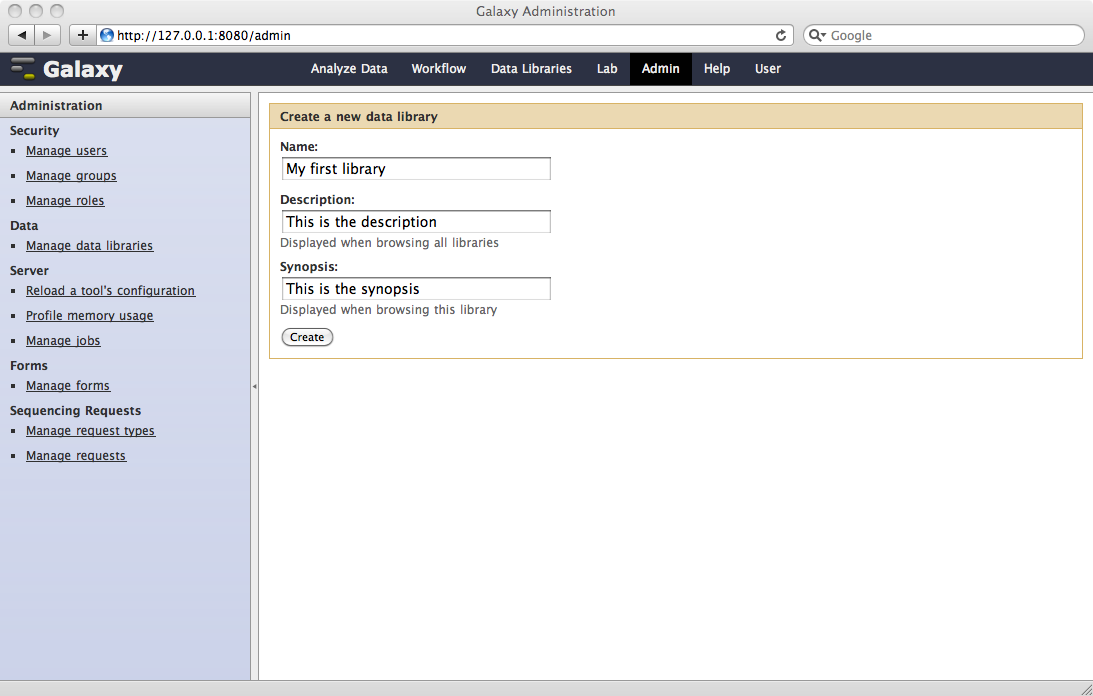 Galaxy Administration
http://127.0.0.1:8080/admin
Google
Galaxy
Analyze Data Workflow Data Libraries Lab Admin Help User
Administration
Security
Manage users
Manage groups
Manage roles
Data
Manage data libraries
Server
Reload a tool's configuration
Profile memory usage
Manage jobs
Forms
Manage forms
Sequencing Requests
Manage request types
Manage requests
Create a new data library
Name:
My first library
Description:
This is the description
Displayed when browsing all libraries
Synopsis:
This is the synopsis
Displayed when browsing this library
Create